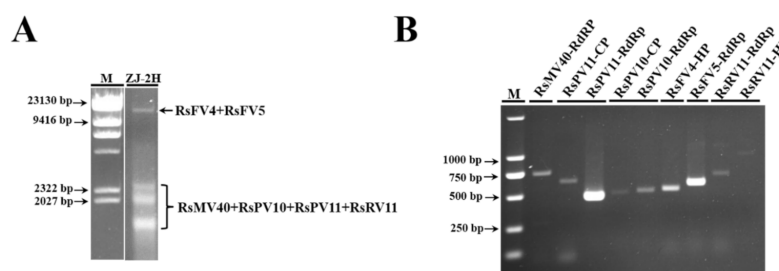 A
M
ZJ-2H
23130 bp
9416 bp
2322 bp
2027 bp
RsFV4+RsFV5
RsMV40+RsPV10+RsPV11+RsRV11
B
M
RsMV40-RdRP
RsPV11-CP
RsPV11-RdRp
RsPV10-CP
RsPV10-RdRp
RsFV4-HP
RsFV5-RdRp
RsRV11-RdRp
1000 bp
750 bp
500 bp
250 bp